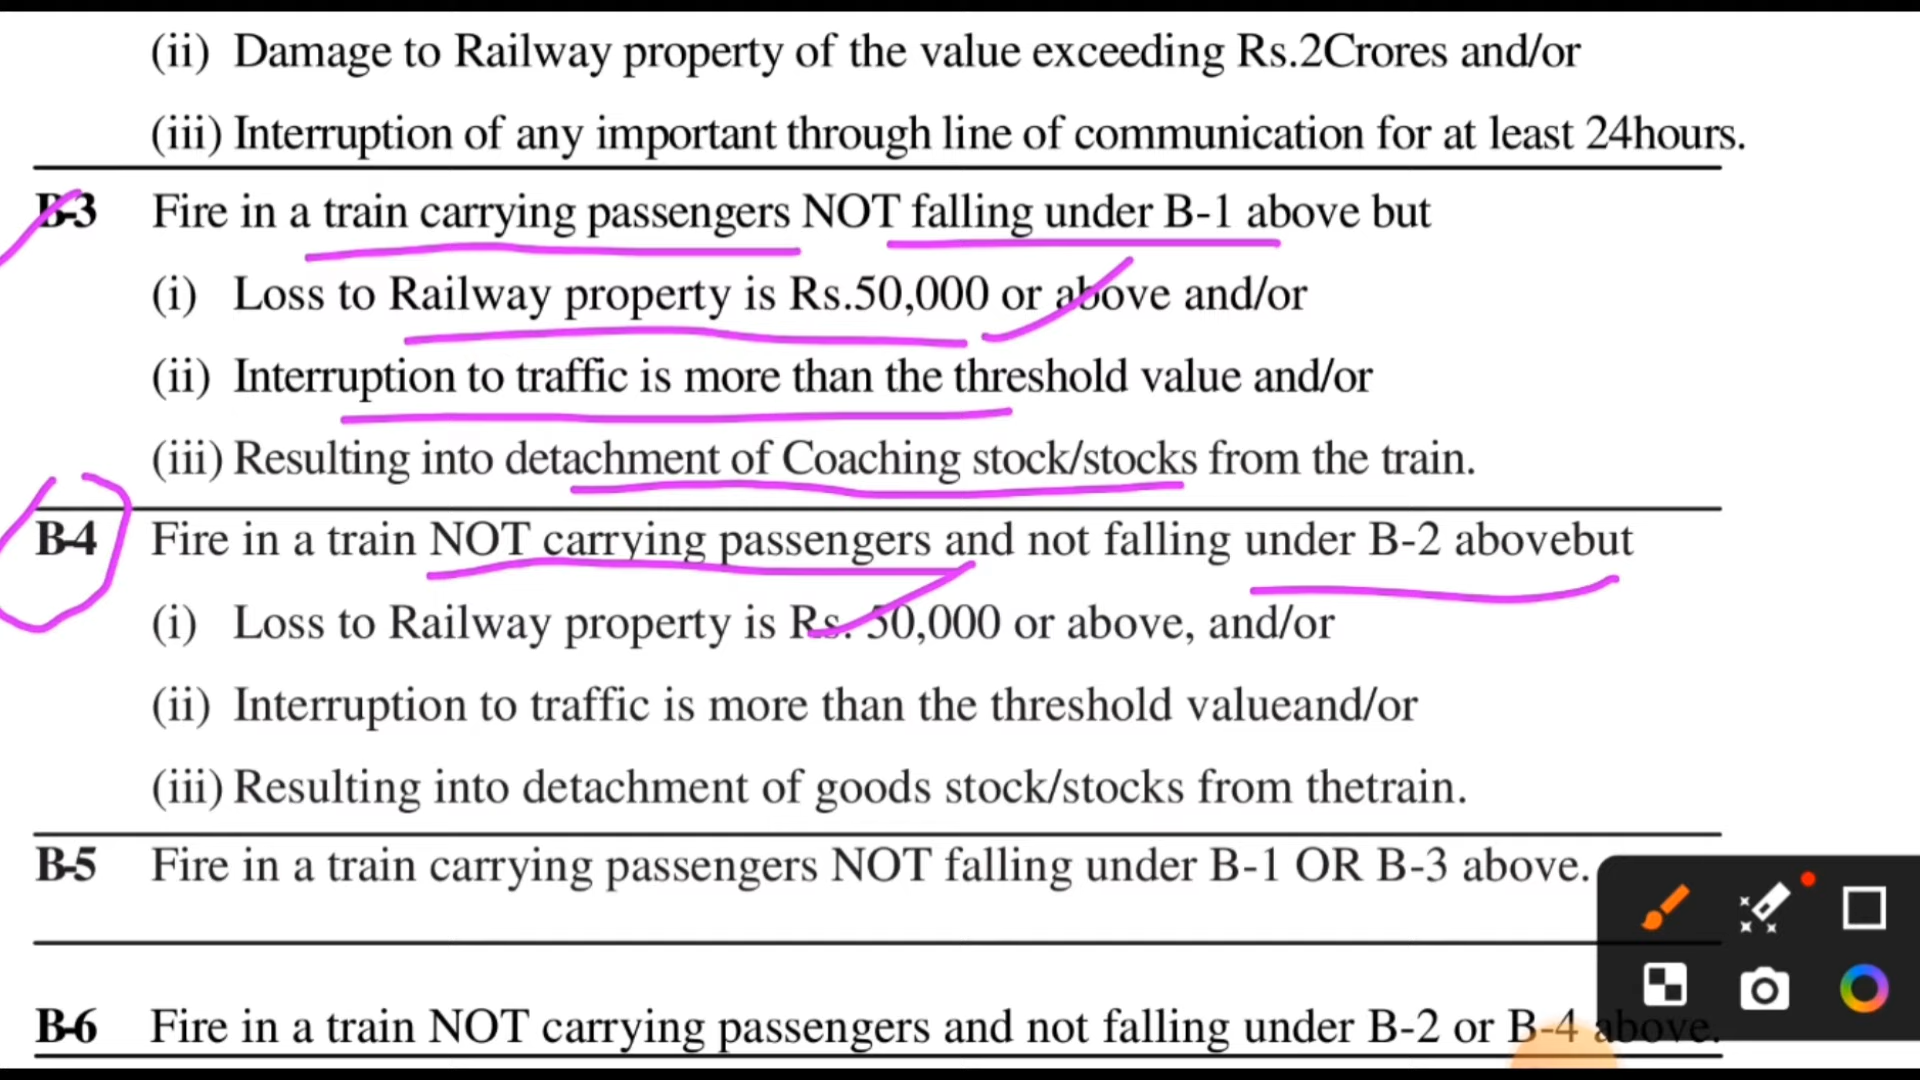 (ii) Damage to Railway property of the value exceeding Rs.2Crores and/or
(iii) Interruption of any important through line of communication for at least 24hours.
B-3 Fire in a train carrying passengers NOT falling under B-1 above but
(i) Loss to Railway property is Rs.50,000 or above and/or
(ii) Interruption to traffic is more than the threshold value and/or
(iii) Resulting into detachment of Coaching stock/stocks from the train.
B-4 Fire in a train NOT carrying passengers and not falling under B-2 abovebut
(i) Loss to Railway property is Rs. 50,000 or above, and/or
(ii) Interruption to traffic is more than the threshold valueand/or
(iii) Resulting into detachment of goods stock/stocks from thetrain.
B-5 Fire in a train carrying passengers NOT falling under B-1 OR B-3 above.
B-6 Fire in a train NOT carrying passengers and not falling under B-2 or B-4 above.